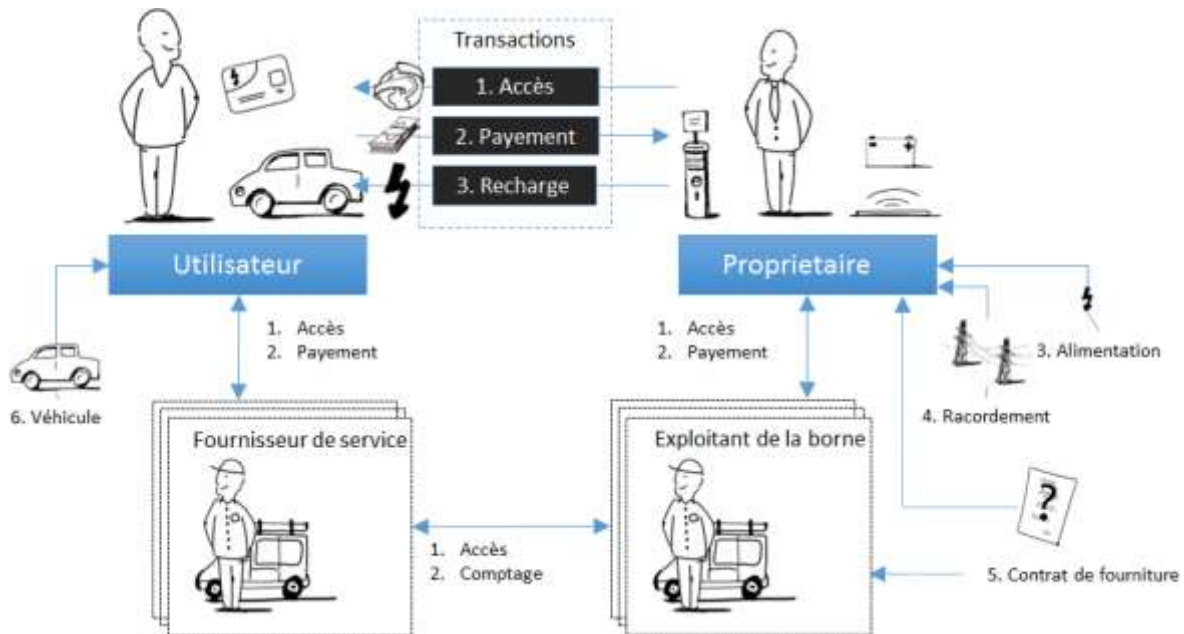 Transactions
1. Accès
2. Payement
3. Recharge
Utilisateur
Proprietaire
1. Accès
2. Payement
1. Accès
2. Payement
3. Alimentation
4. Racordement
6. Véhicule
Fournisseur de service
Exploitant de la borne
?
1. Accès
2. Comptage
5. Contrat de fourniture